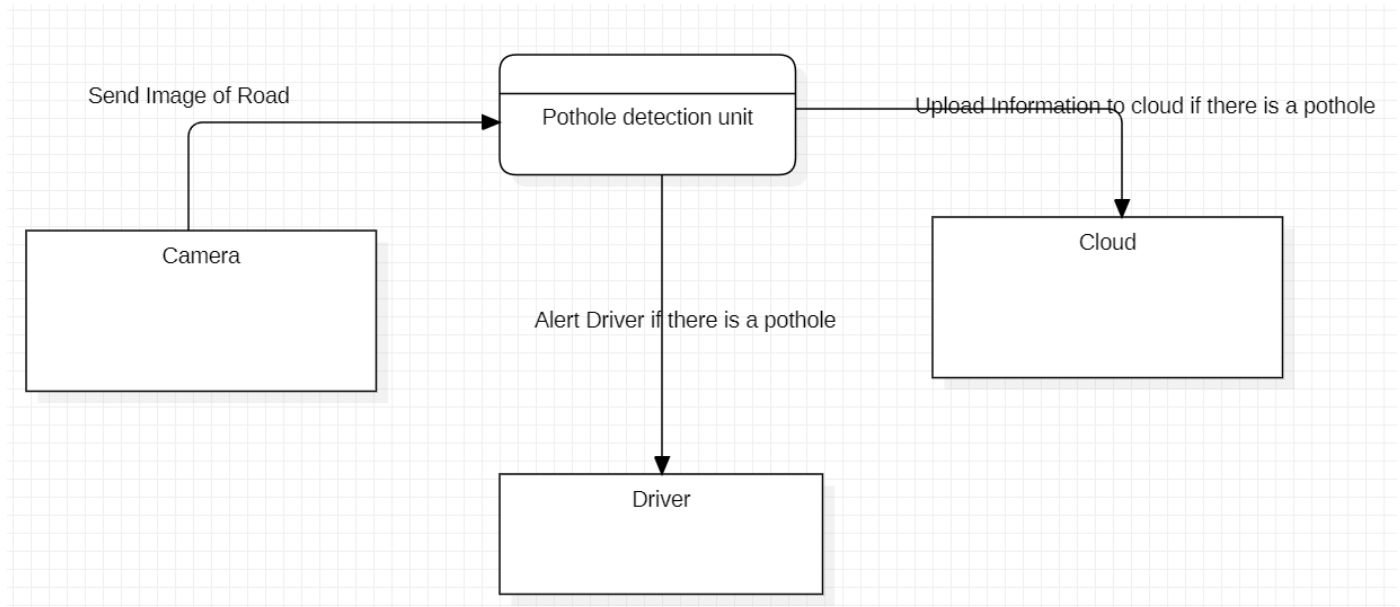 Send Image of Road
Pothole detection unit
Upload Information to cloud if there is a pothole
Camera
Cloud
Alert Driver if there is a pothole
Driver